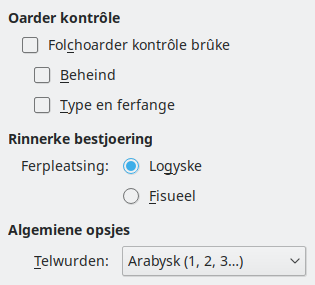 Oarder kontrôle
Folchoarder kontrôle brûke
Beheind
Type en ferfange
Rinnerke bestjoering
Ferpleatsing:
Logyske
Fisueel
Algemiene opsjes
Telwurden:
Arabysk (1, 2, 3...)